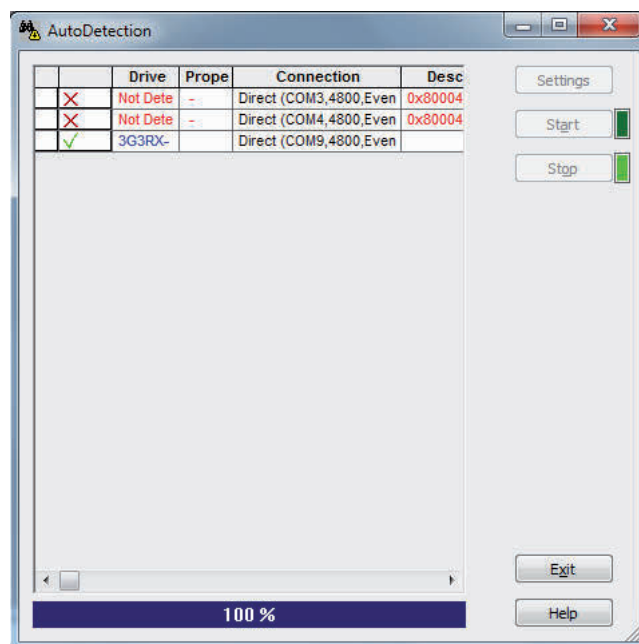 AutoDetection
Drive Prope Connection Desc
Not Dete - Direct (COM3,4800,Even 0x80004
Not Dete - Direct (COM4,4800,Even 0x80004
3G3RX- Direct (COM9,4800,Even
Settings
Start
Stop
Exit
100 %
Help